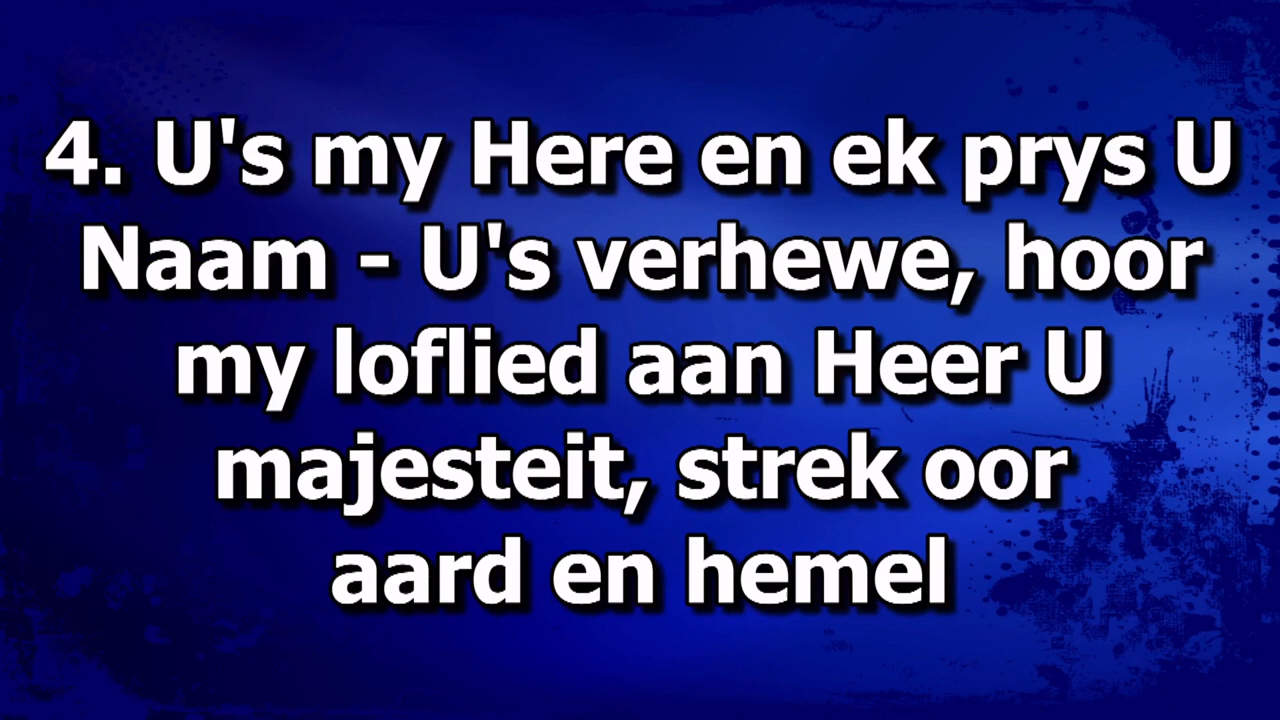 4. U's my Here en ek prys U
Naam - U's verhewe, hoor
my loflied aan Heer U
majesteit, strek oor
aard en hemel